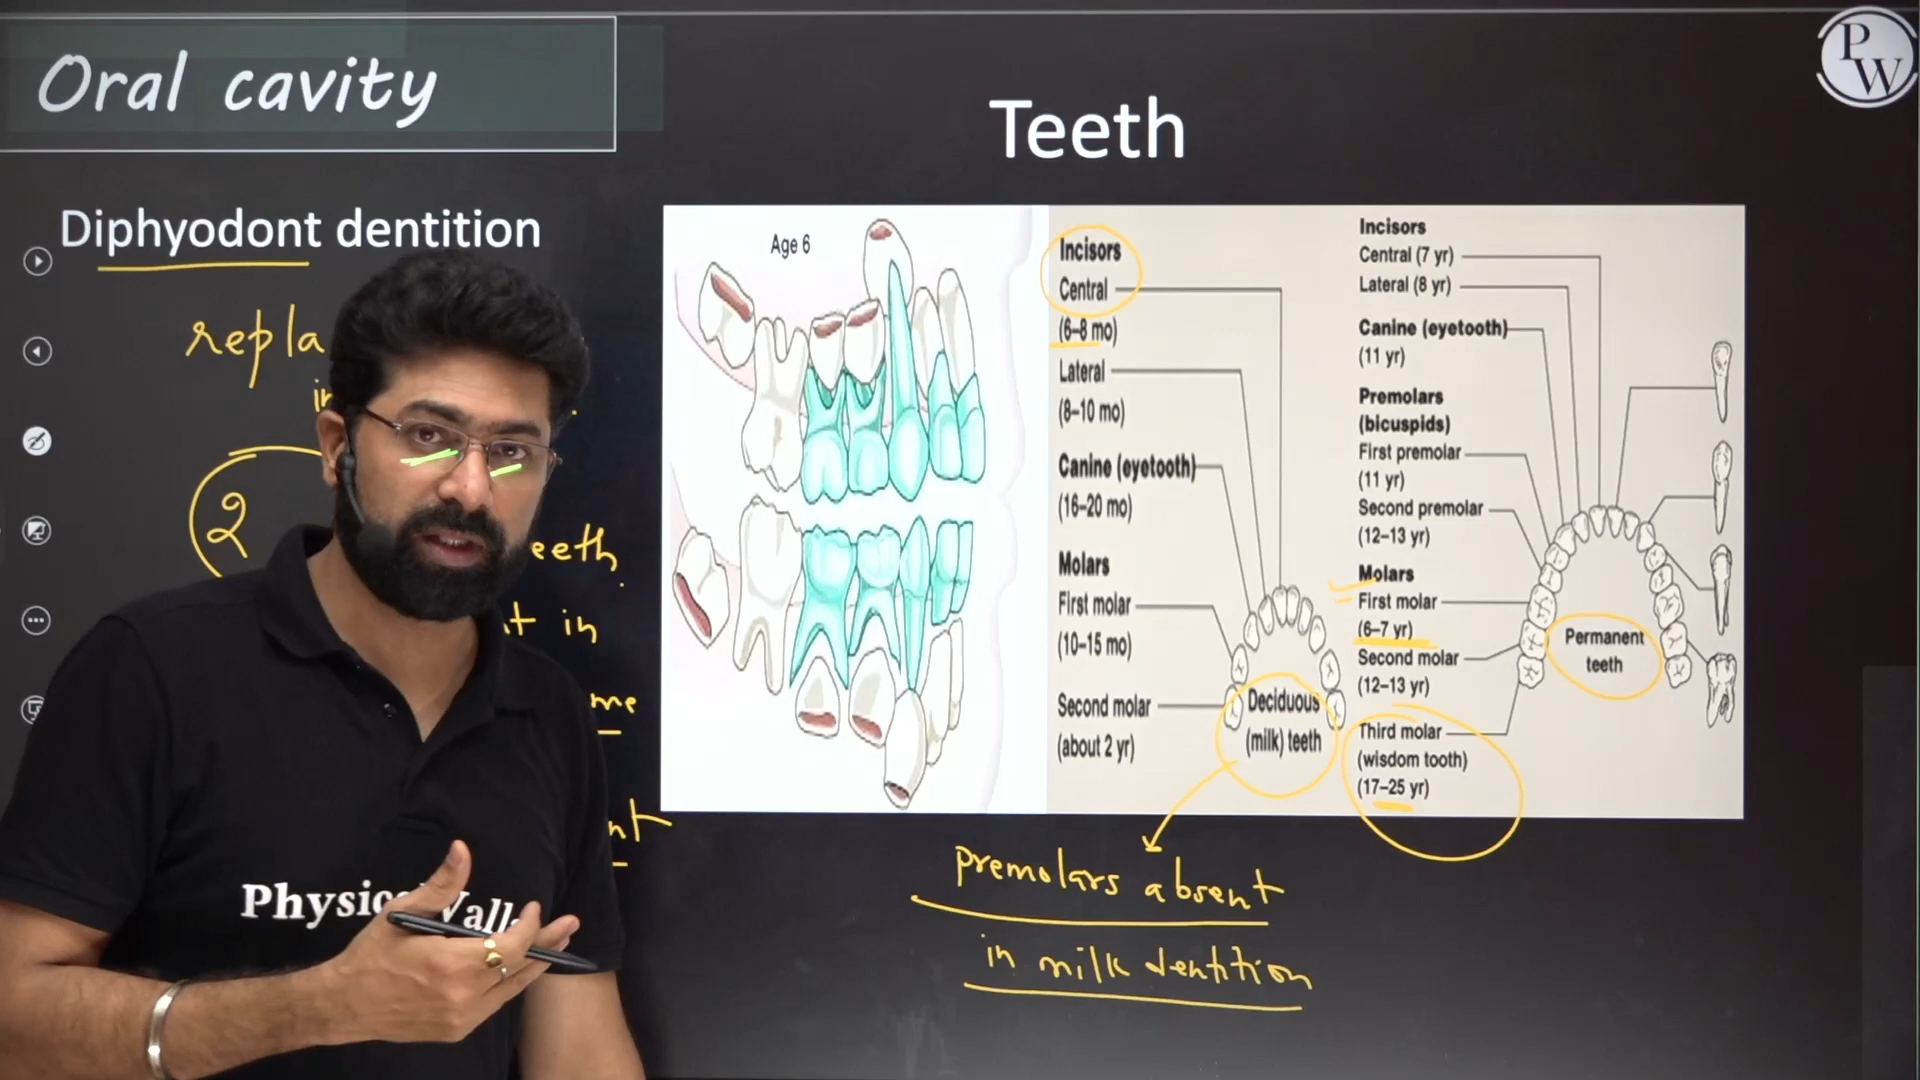 Oral cavity
P
W
Teeth
Diphyodont dentition
repla
in
2
eeth
t in
me
nt
Physics Walla
Age 6
Incisors
Central
(6–8 mo)
Lateral
(8–10 mo)
Canine (eyetooth)
(16–20 mo)
Molars
First molar
(10–15 mo)
Second molar
(about 2 yr)
Deciduous
(milk) teeth
Incisors
Central (7 yr)
Lateral (8 yr)
Canine (eyetooth)
(11 yr)
Premolars
(bicuspids)
First premolar
(11 yr)
Second premolar
(12–13 yr)
Molars
First molar
(6–7 yr)
Second molar
(12–13 yr)
Third molar
(wisdom tooth)
(17–25 yr)
Permanent
teeth
premolars absent
in milk dentition